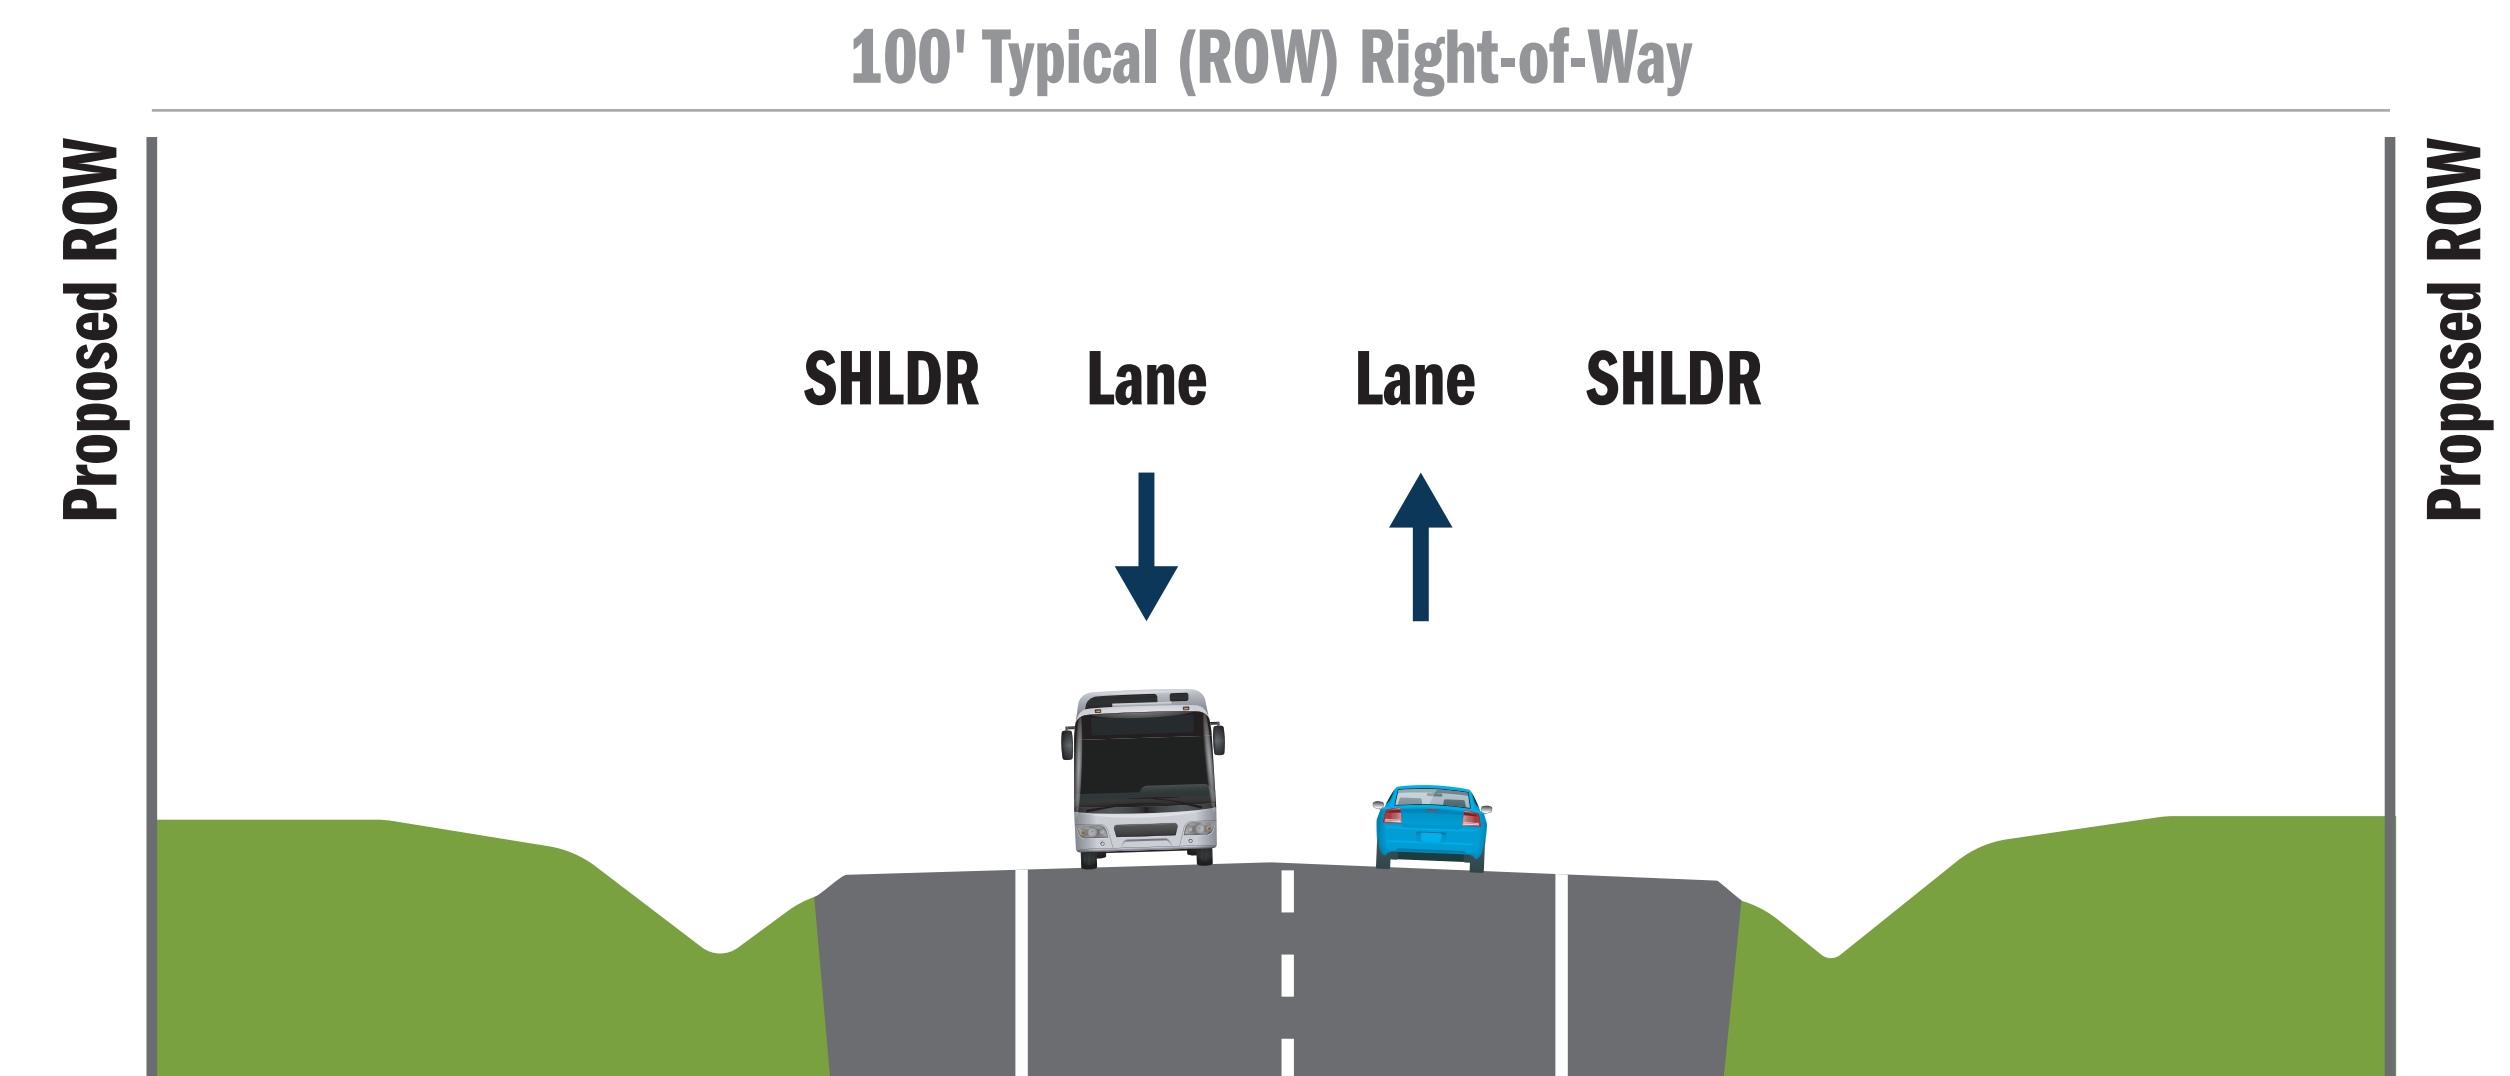 100' Typical (ROW) Right-of-Way
Proposed ROW
Proposed ROW
SHLDR
Lane
Lane
SHLDR